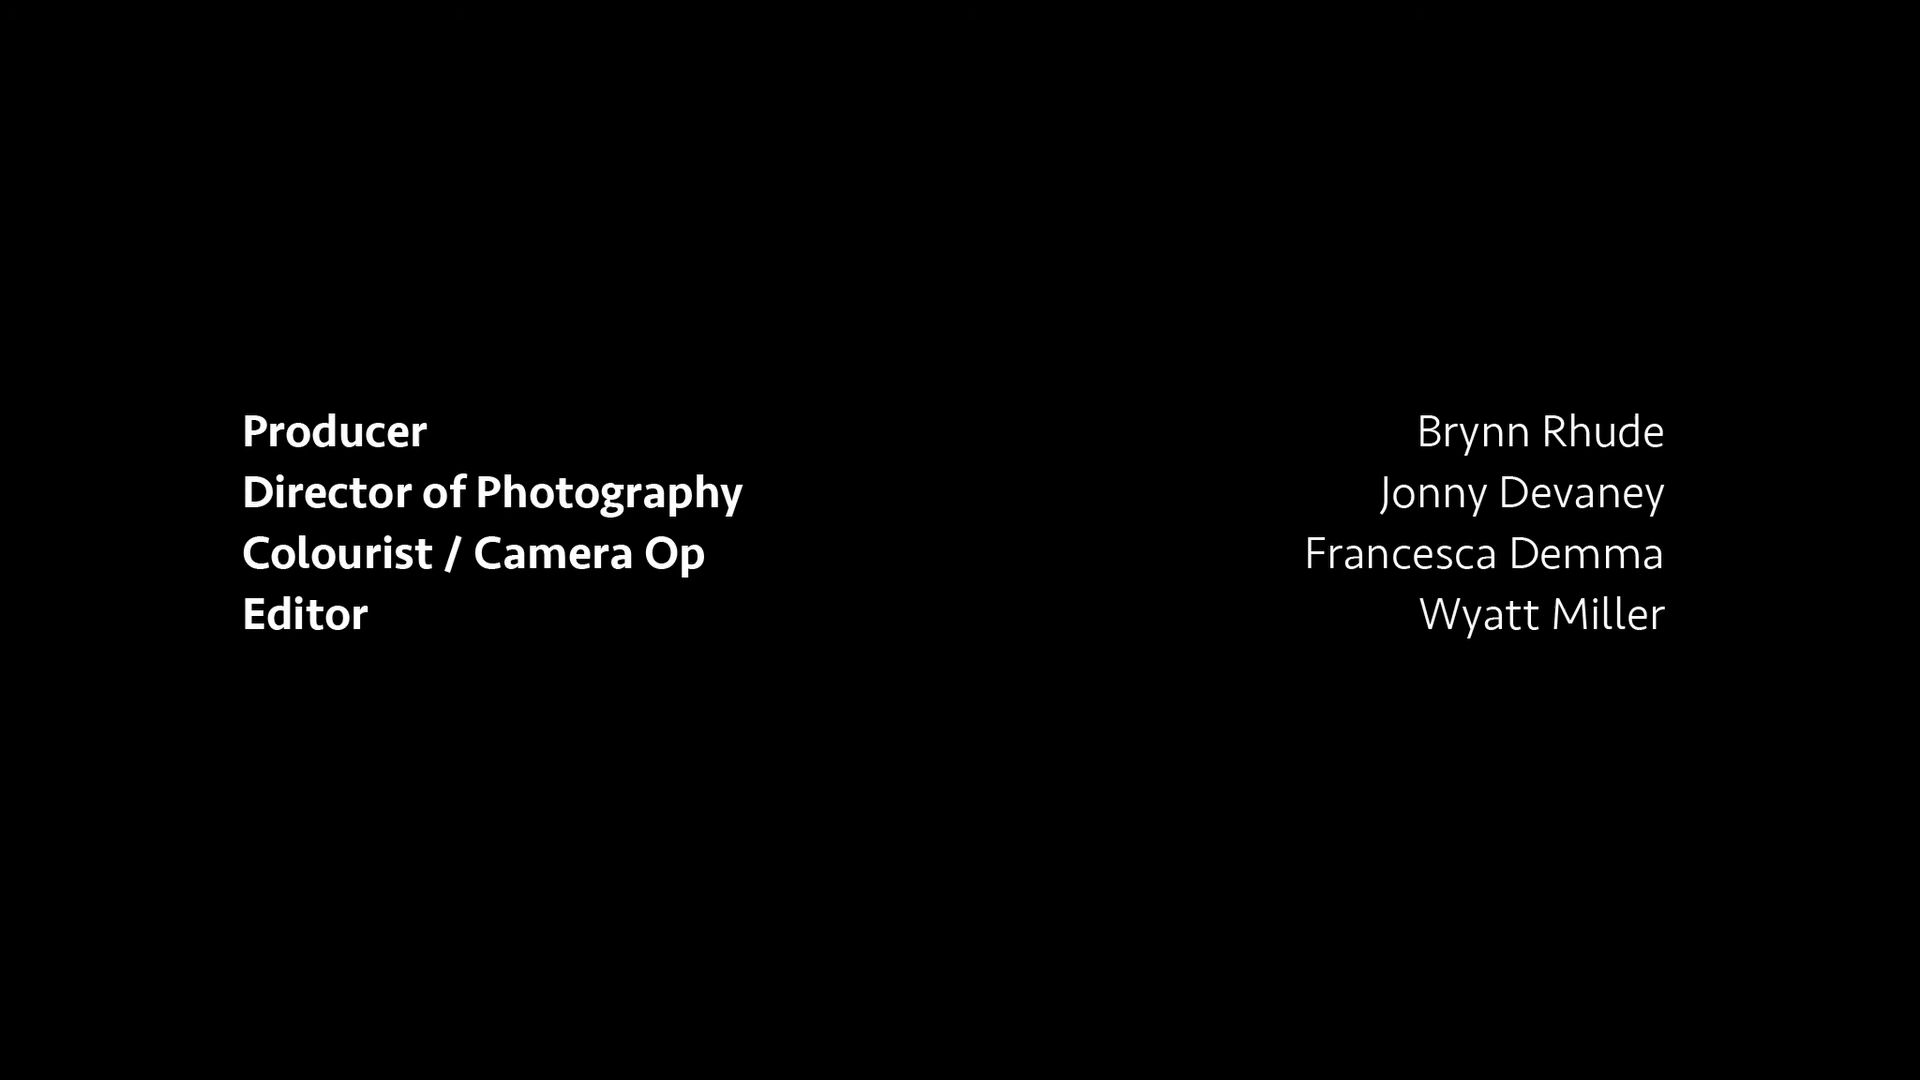 Producer Brynn Rhude
Director of Photography Jonny Devaney
Colourist / Camera Op Francesca Demma
Editor Wyatt Miller